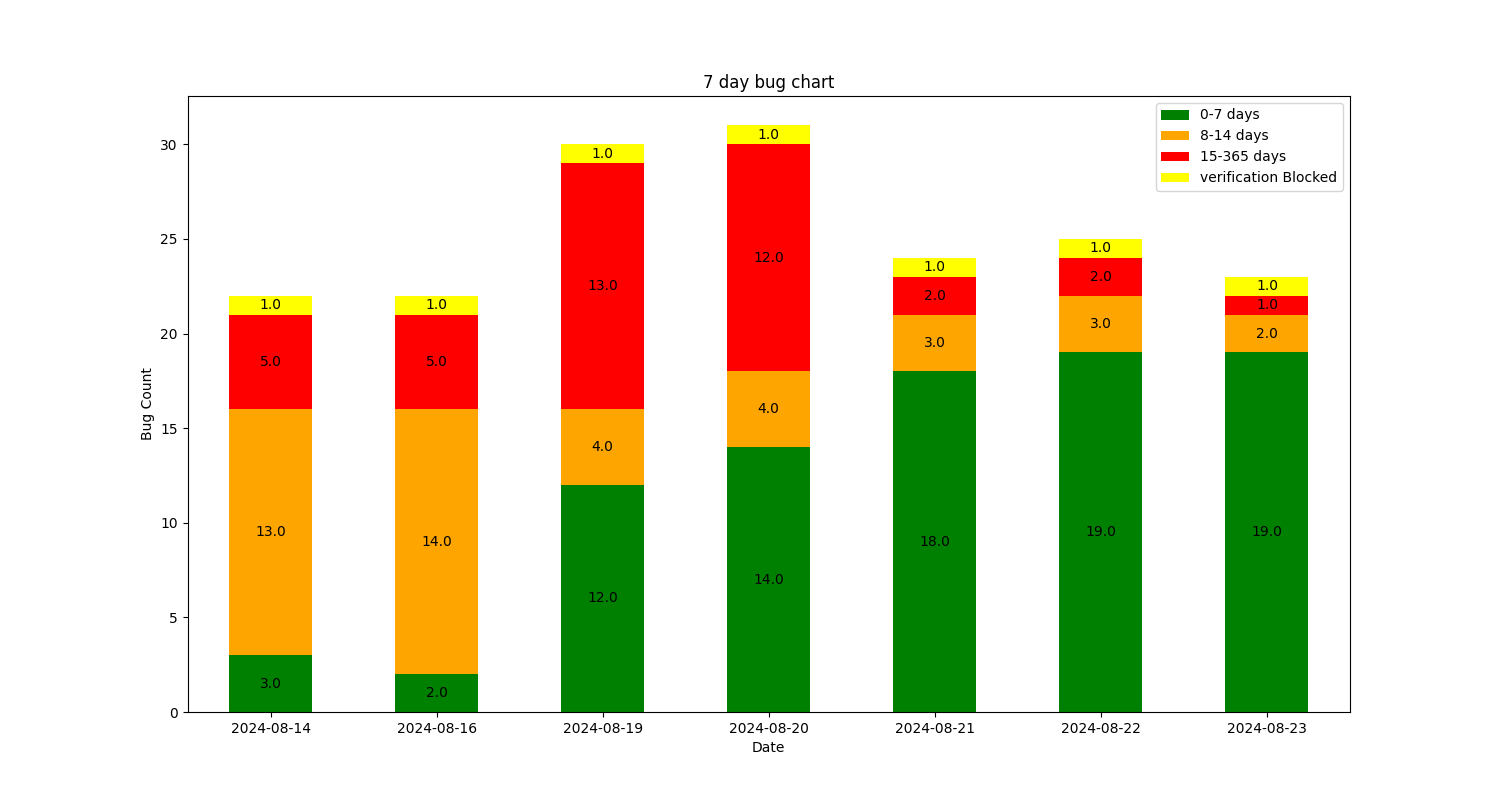 7 day bug chart
0-7 days
8-14 days
15-365 days
verification Blocked
30
25
20
15
10
5
0
Bug Count
1.0 1.0 1.0 1.0 1.0 1.0 1.0
5.0 5.0 13.0 12.0 2.0 2.0 1.0
13.0 14.0 4.0 4.0 3.0 3.0 2.0
3.0 2.0 12.0 14.0 18.0 19.0 19.0
2024-08-14 2024-08-16 2024-08-19 2024-08-20 2024-08-21 2024-08-22 2024-08-23
Date